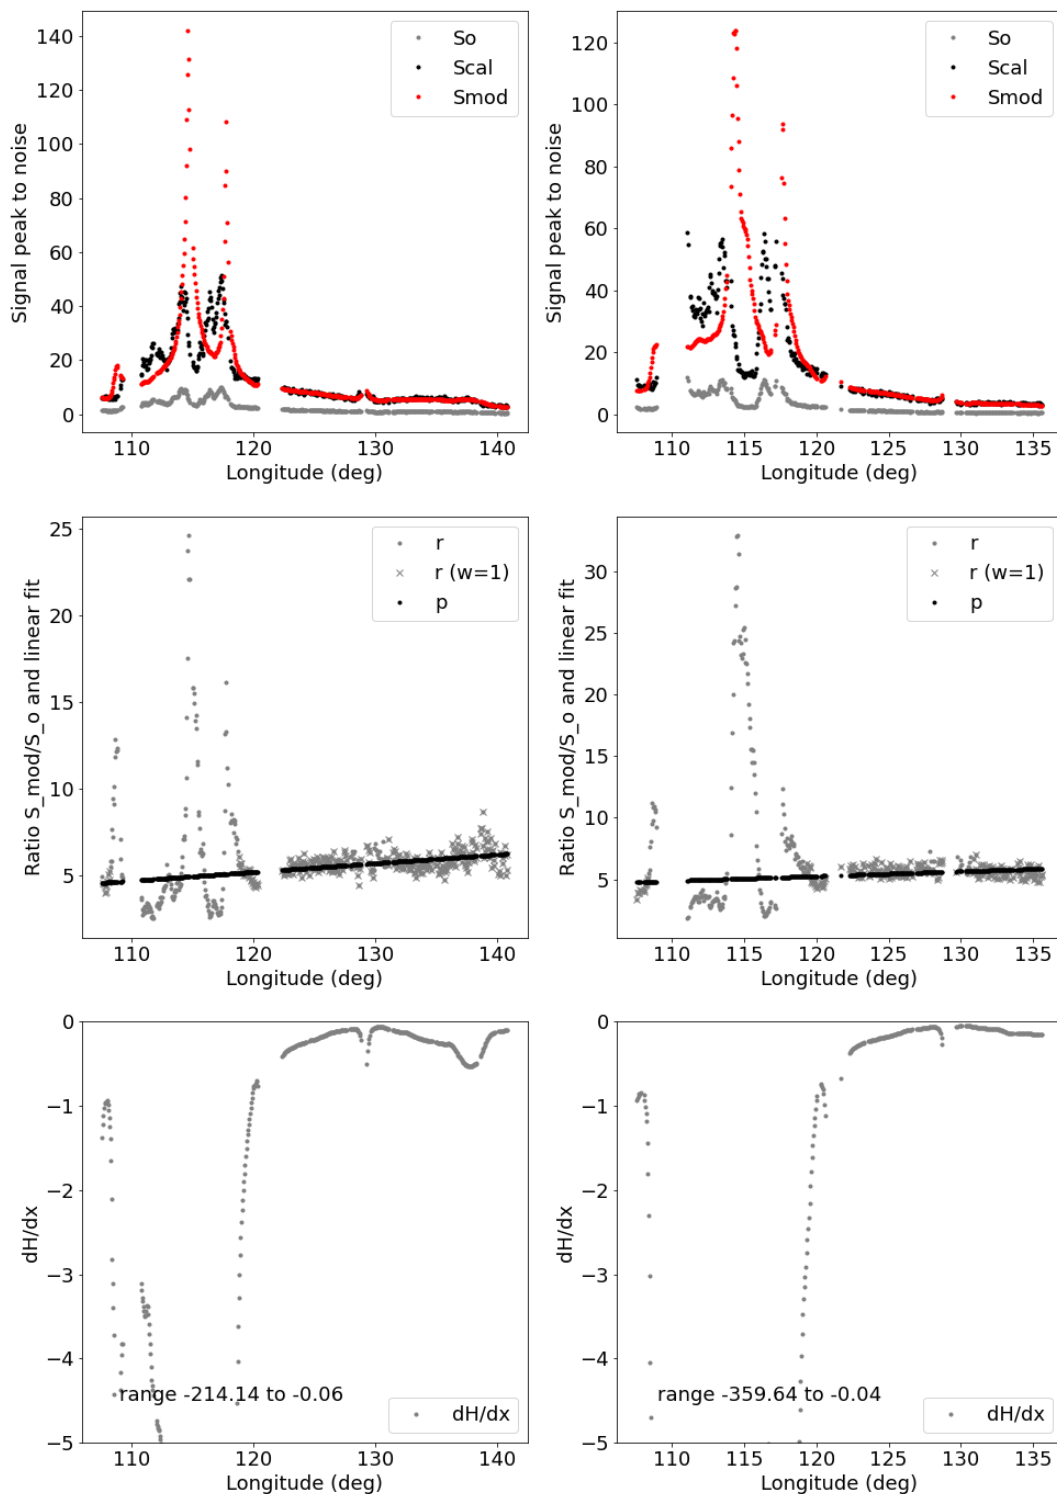 Signal peak to noise
140
120
100
80
60
40
20
0
So
Scal
Smod
110
120
130
140
Longitude (deg)
Signal peak to noise
120
100
80
60
40
20
0
So
Scal
Smod
110
115
120
125
130
135
Longitude (deg)
Ratio S_mod/S_o and linear fit
25
20
15
10
5
r
r (w=1)
p
110
120
130
140
Longitude (deg)
Ratio S_mod/S_o and linear fit
30
25
20
15
10
5
r
r (w=1)
p
110
115
120
125
130
135
Longitude (deg)
dH/dx
0
−1
−2
−3
−4
−5
range -214.14 to -0.06
dH/dx
110
120
130
140
Longitude (deg)
dH/dx
0
−1
−2
−3
−4
−5
range -359.64 to -0.04
dH/dx
110
115
120
125
130
135
Longitude (deg)